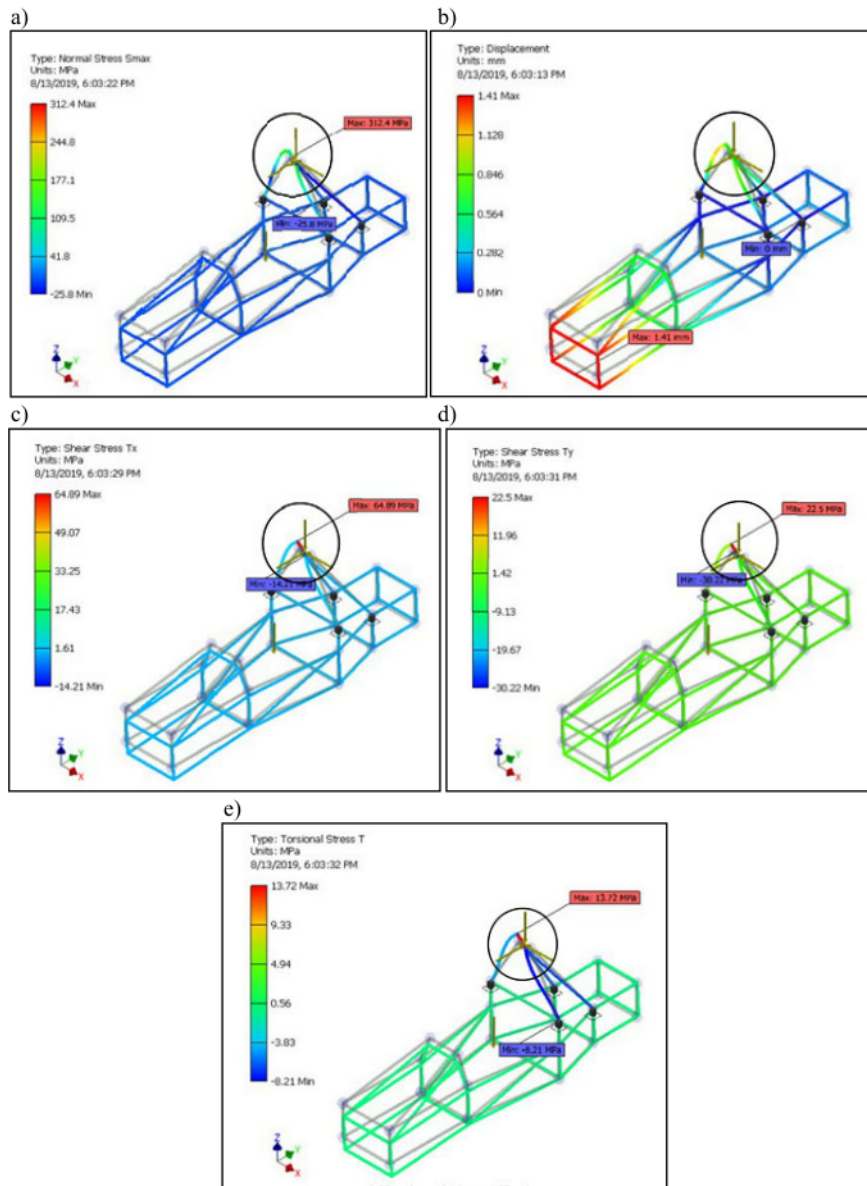 a)
Type: Normal Stress Smax
Units: MPa
8/13/2019, 6:03:22 PM
312.4 Max
244.8
177.1
109.5
41.8
-25.8 Min
Max: 312.4 MPa
Min: -25.8 MPa
Z
Y
X
b)
Type: Displacement
Units: mm
8/13/2019, 6:03:13 PM
1.41 Max
1.128
0.846
0.564
0.282
0 Min
Min: 0 mm
Max: 1.41 mm
Z
Y
X
c)
Type: Shear Stress Tx
Units: MPa
8/13/2019, 6:03:29 PM
64.89 Max
49.07
33.25
17.43
1.61
-14.21 Min
Max: 64.89 MPa
Min: -14.21 MPa
Z
Y
X
d)
Type: Shear Stress Ty
Units: MPa
8/13/2019, 6:03:31 PM
22.5 Max
11.96
1.42
-9.13
-19.67
-30.22 Min
Max: 22.5 MPa
Min: -30.22 MPa
Z
Y
X
e)
Type: Torsional Stress T
Units: MPa
8/13/2019, 6:03:32 PM
13.72 Max
9.33
4.94
0.56
-3.83
-8.21 Min
Max: 13.72 MPa
Min: -8.21 MPa
Z
Y
X